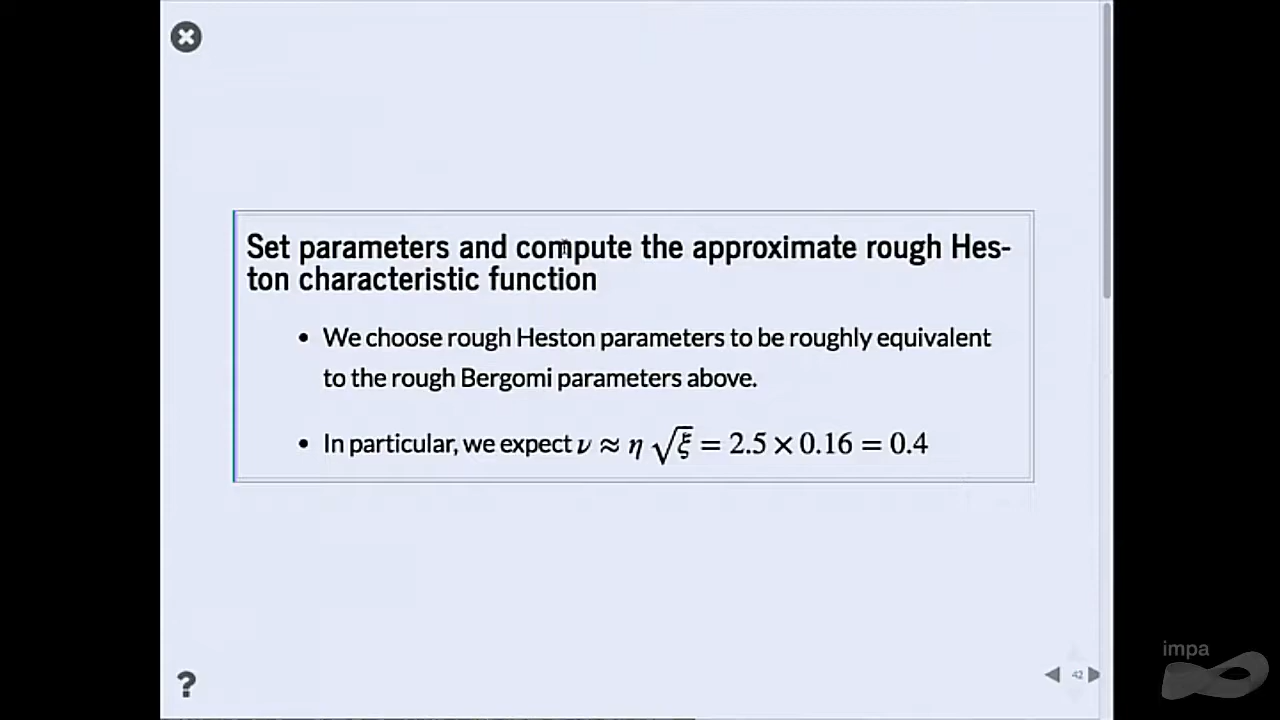 Set parameters and compute the approximate rough Hes-
ton characteristic function
• We choose rough Heston parameters to be roughly equivalent
to the rough Bergomi parameters above.
• In particular, we expect ν ≈ η √ξ = 2.5 × 0.16 = 0.4
?
42
impa